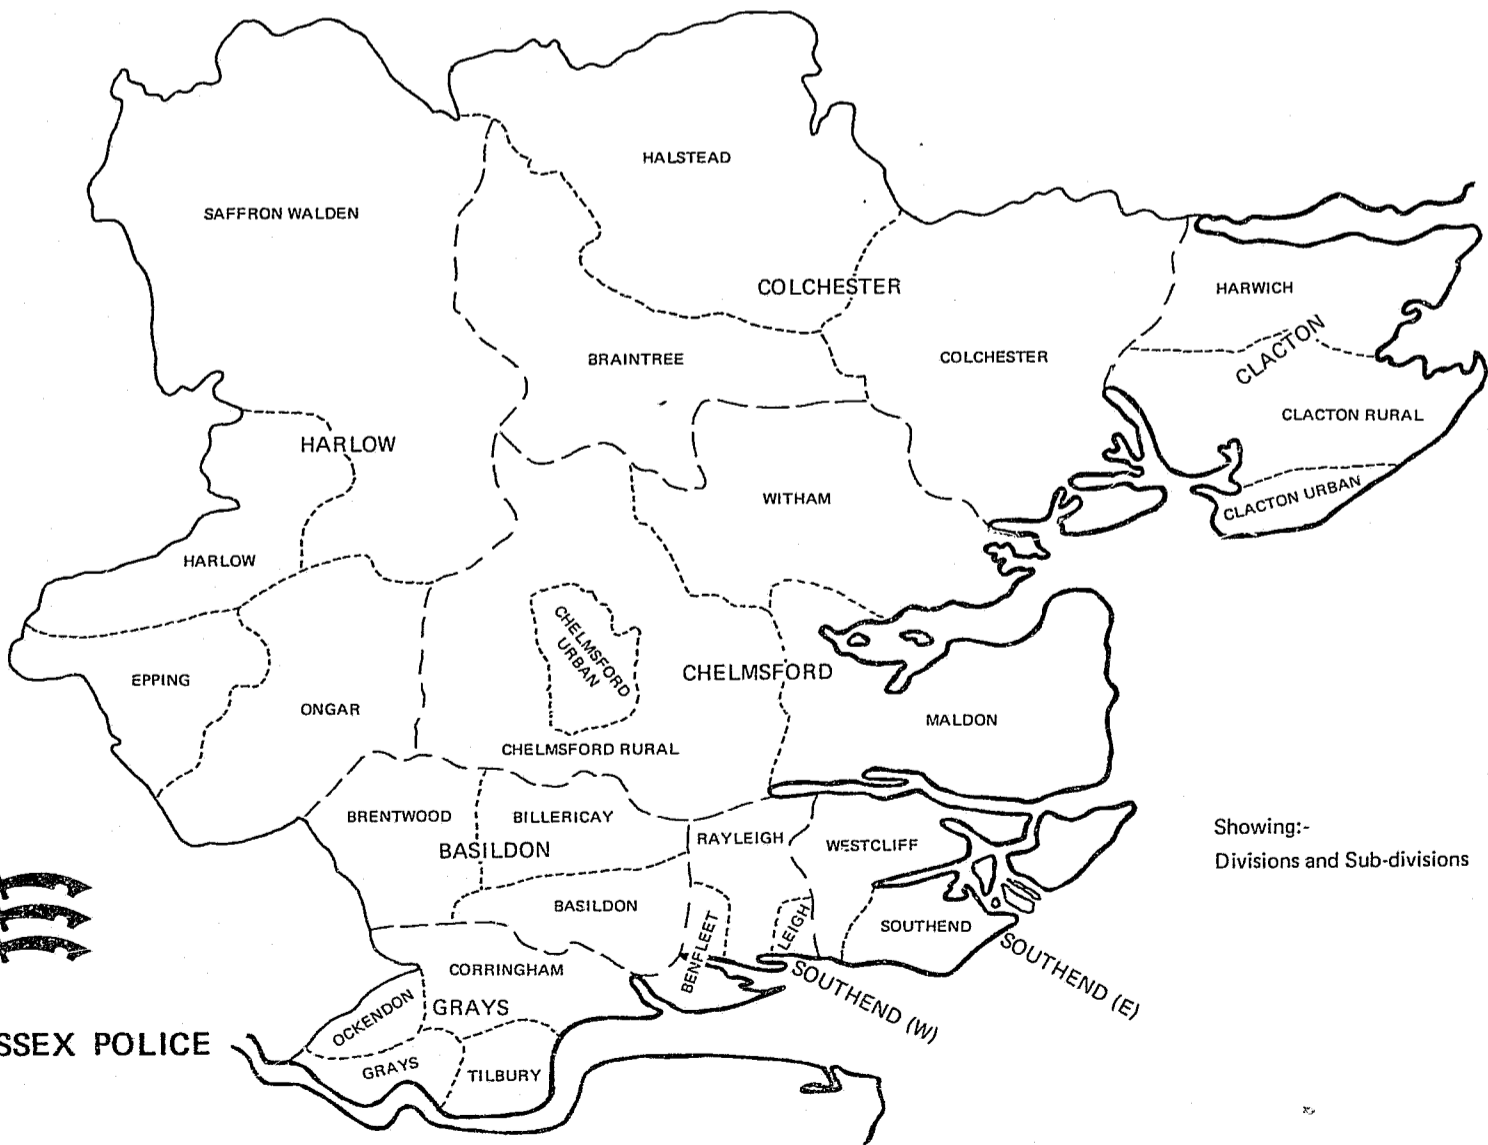 HALSTEAD
SAFFRON WALDEN
COLCHESTER
HARWICH
BRAINTREE
COLCHESTER
CLACTON
CLACTON RURAL
HARLOW
WITHAM
CLACTON URBAN
HARLOW
CHELMSFORD
URBAN
CHELMSFORD
EPPING
ONGAR
MALDON
CHELMSFORD RURAL
BRENTWOOD
BILLERICAY
RAYLEIGH
WESTCLIFF
BASILDON
Showing:-
Divisions and Sub-divisions
BASILDON
SOUTHEND
LEIGH
BENFLEET
SOUTHEND (E)
CORRINGHAM
SOUTHEND (W)
OCKENDON
GRAYS
SSEX POLICE
GRAYS
TILBURY